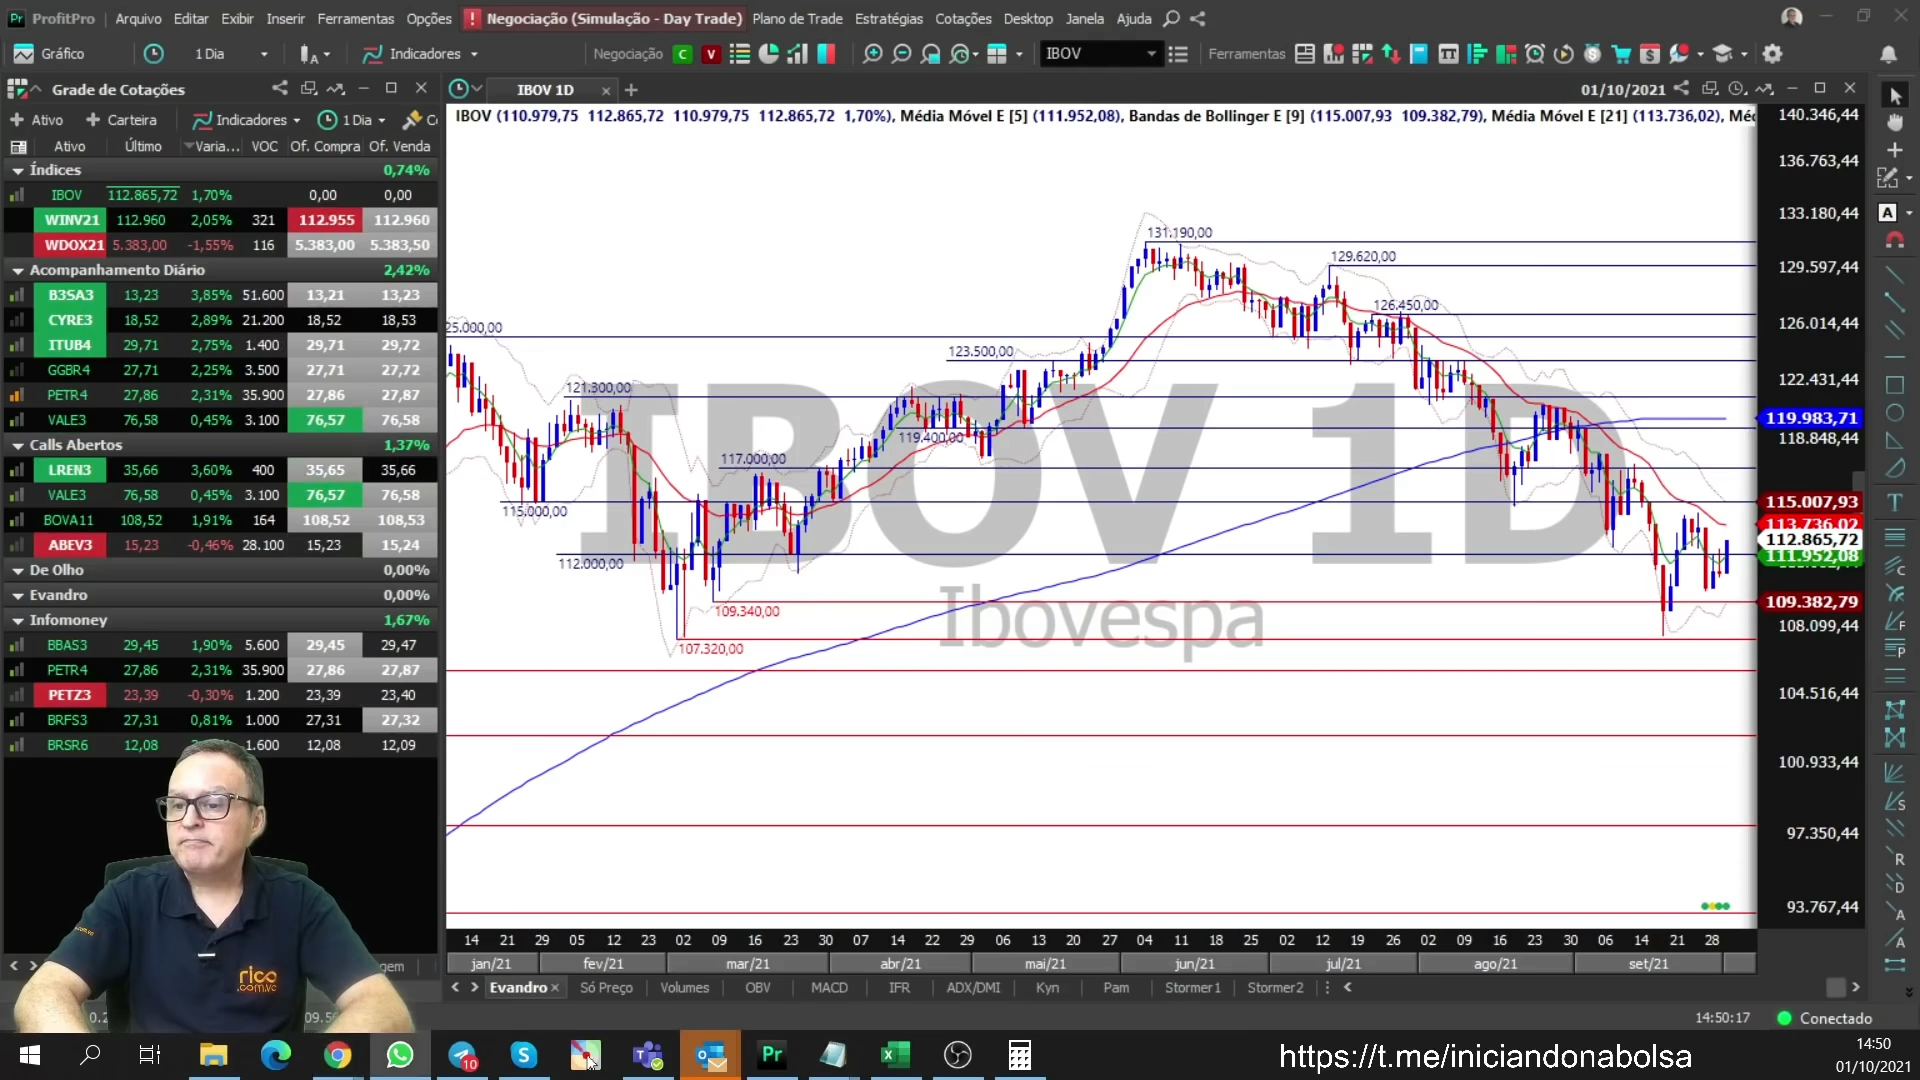 ProfitPro Arquivo Editar Exibir Inserir Ferramentas Opções ! Negociação (Simulação - Day Trade) Plano de Trade Estratégias Cotações Desktop Janela Ajuda
Gráfico 1 Dia Indicadores Negociação C V IBOV Ferramentas
Grade de Cotações
IBOV 1D
01/10/2021
Ativo Carteira Indicadores 1 Dia
IBOV (110.979,75 112.865,72 110.979,75 112.865,72 1,70%), Média Móvel E [5] (111.952,08), Bandas de Bollinger E [9] (115.007,93 109.382,79), Média Móvel E [21] (113.736,02), Mé
Ativo Último Varia... VOC Of. Compra Of. Venda
Índices 0,74%
IBOV 112.865,72 1,70% 0,00 0,00
WINV21 112.960 2,05% 321 112.955 112.960
WDOX21 5.383,00 -1,55% 116 5.383,00 5.383,50
Acompanhamento Diário 2,42%
B3SA3 13,23 3,85% 51.600 13,21 13,23
CYRE3 18,52 2,89% 21.200 18,52 18,53
ITUB4 29,71 2,75% 1.400 29,71 29,72
GGBR4 27,71 2,25% 3.500 27,71 27,72
PETR4 27,86 2,31% 35.900 27,86 27,87
VALE3 76,58 0,45% 3.100 76,57 76,58
Calls Abertos 1,37%
LREN3 35,66 3,60% 400 35,65 35,66
VALE3 76,58 0,45% 3.100 76,57 76,58
BOVA11 108,52 1,91% 164 108,52 108,53
ABEV3 15,23 -0,46% 28.100 15,23 15,24
De Olho 0,00%
Evandro 0,00%
Infomoney 1,67%
BBAS3 29,45 1,90% 5.600 29,45 29,47
PETR4 27,86 2,31% 35.900 27,86 27,87
PETZ3 23,39 -0,30% 1.200 23,39 23,40
BRFS3 27,31 0,81% 1.000 27,31 27,32
BRSR6 12,08 1.600 12,08 12,09
131.190,00
129.620,00
126.450,00
25.000,00
123.500,00
121.300,00
119.400,00
117.000,00
115.000,00
112.000,00
109.340,00
107.320,00
IBOV 1D
Ibovespa
140.346,44
136.763,44
133.180,44
129.597,44
126.014,44
122.431,44
119.983,71
118.848,44
115.007,93
113.736,02
112.865,72
111.952,08
109.382,79
108.099,44
104.516,44
100.933,44
97.350,44
93.767,44
14 21 29 05 12 23 02 09 16 23 30 07 14 22 29 06 13 20 27 04 11 18 25 02 12 19 26 02 09 16 23 30 06 14 21 28
jan/21 fev/21 mar/21 abr/21 mai/21 jun/21 jul/21 ago/21 set/21
Evandro Só Preço Volumes OBV MACD IFR ADX/DMI Kyn Pam Stormer1 Stormer2
rico
.com.vc
14:50:17 Conectado
https://t.me/iniciandonabolsa
14:50
01/10/2021